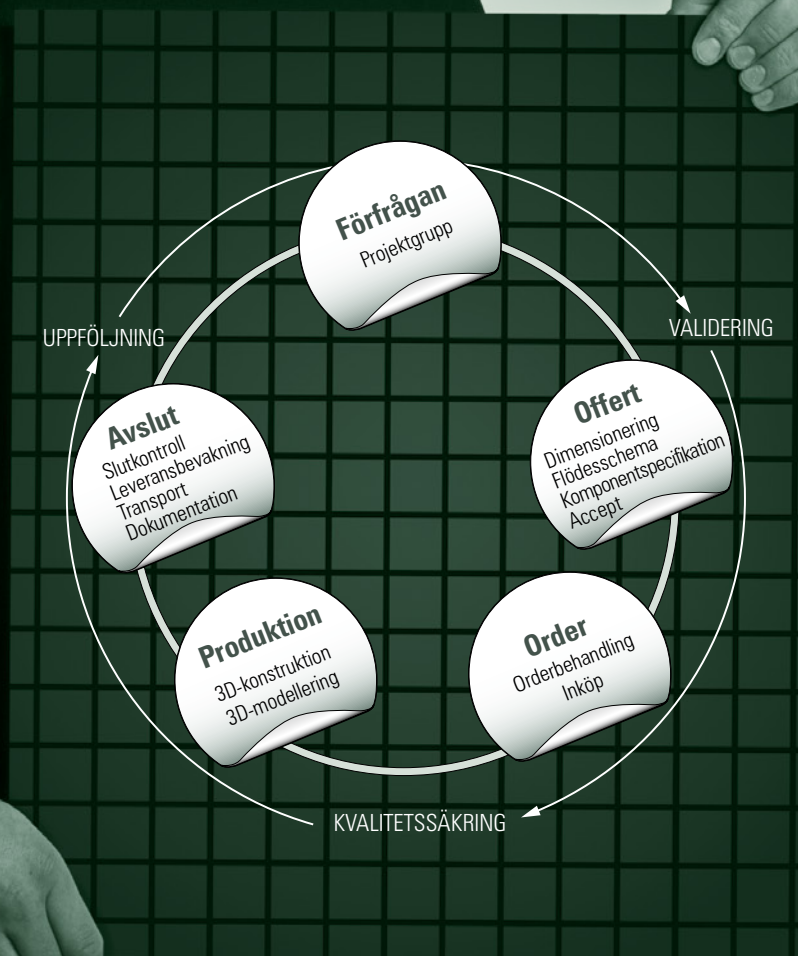 Förfrågan
Projektgrupp
UPPFÖLJNING
VALIDERING
Offert
Dimensionering
Flödesschema
Komponentspecifikation
Accept
Order
Orderbehandling
Inköp
KVALITETSSÄKRING
Produktion
3D-konstruktion
3D-modellering
Avslut
Slutkontroll
Leveransbevakning
Transport
Dokumentation